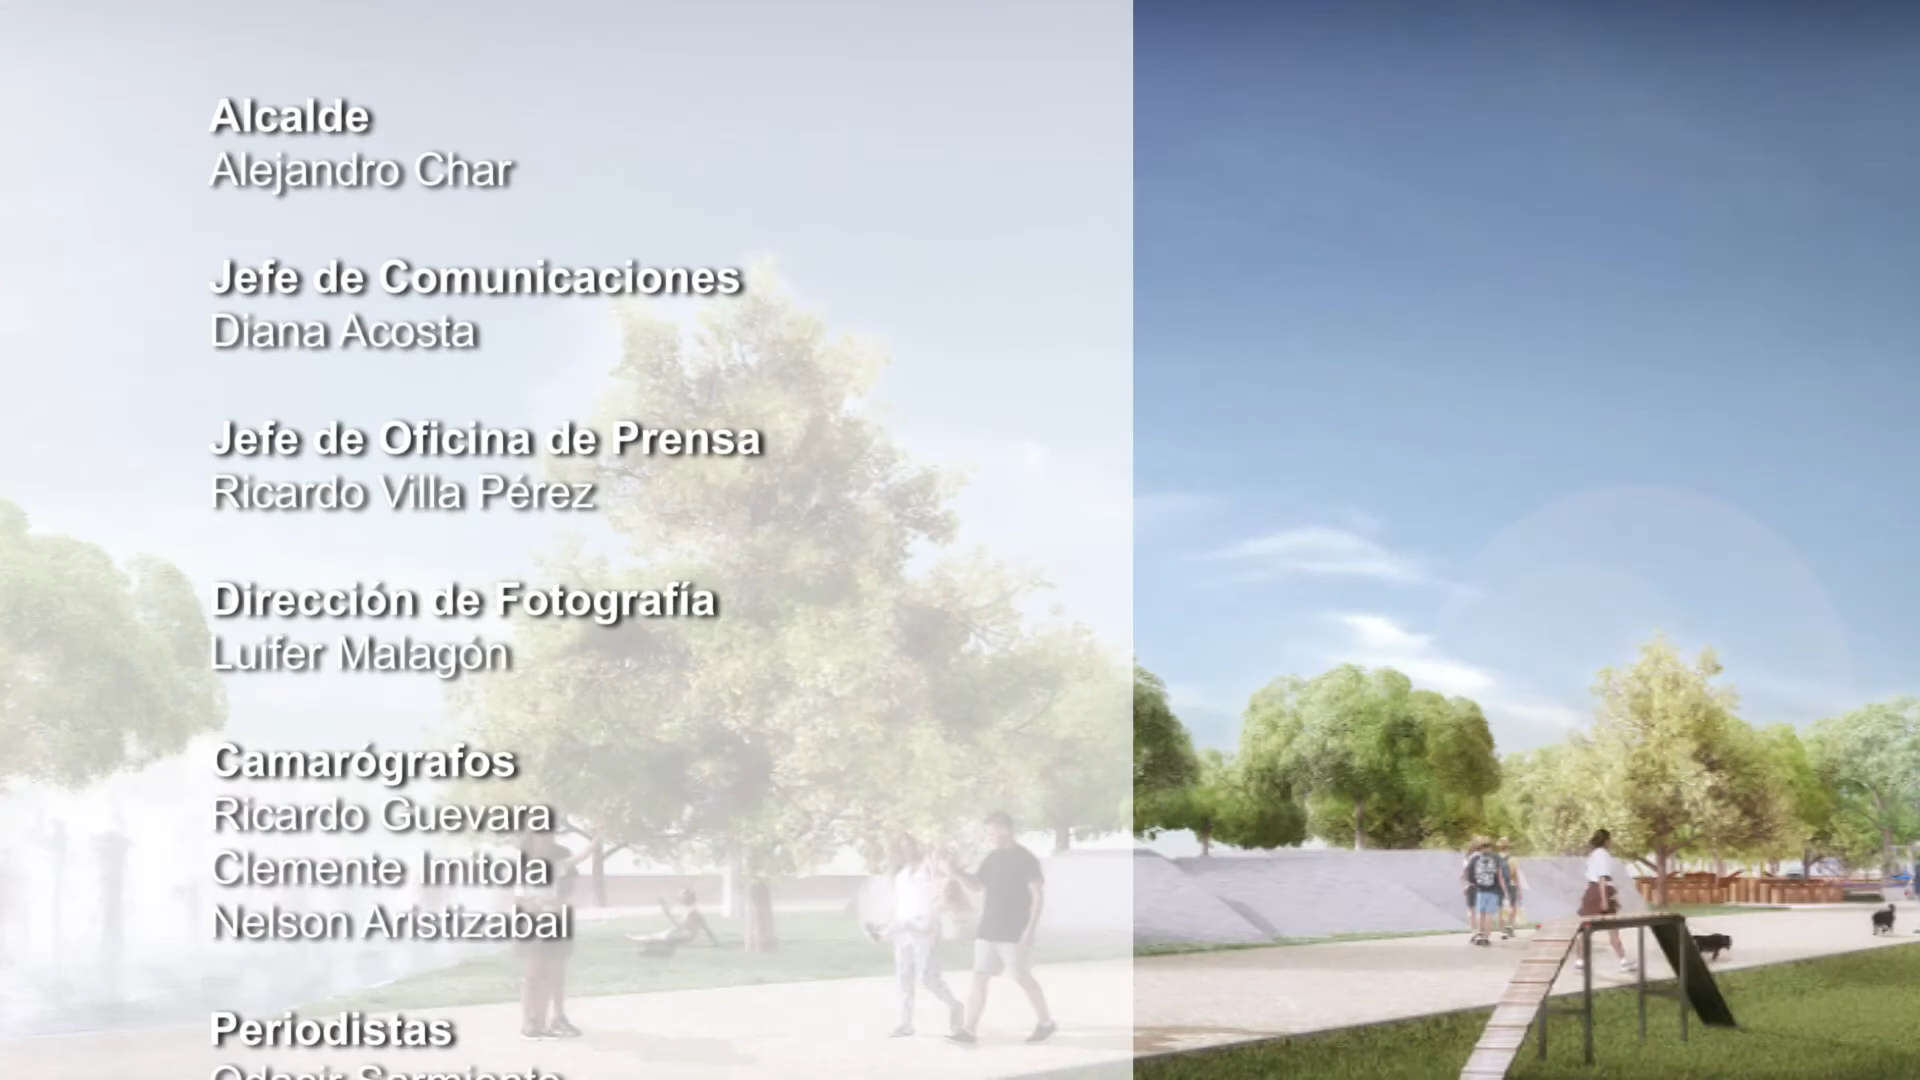 Alcalde
Alejandro Char
Jefe de Comunicaciones
Diana Acosta
Jefe de Oficina de Prensa
Ricardo Villa Pérez
Dirección de Fotografía
Luifer Malagón
Camarógrafos
Ricardo Guevara
Clemente Imitola
Nelson Aristizabal
Periodistas
Sarmiento